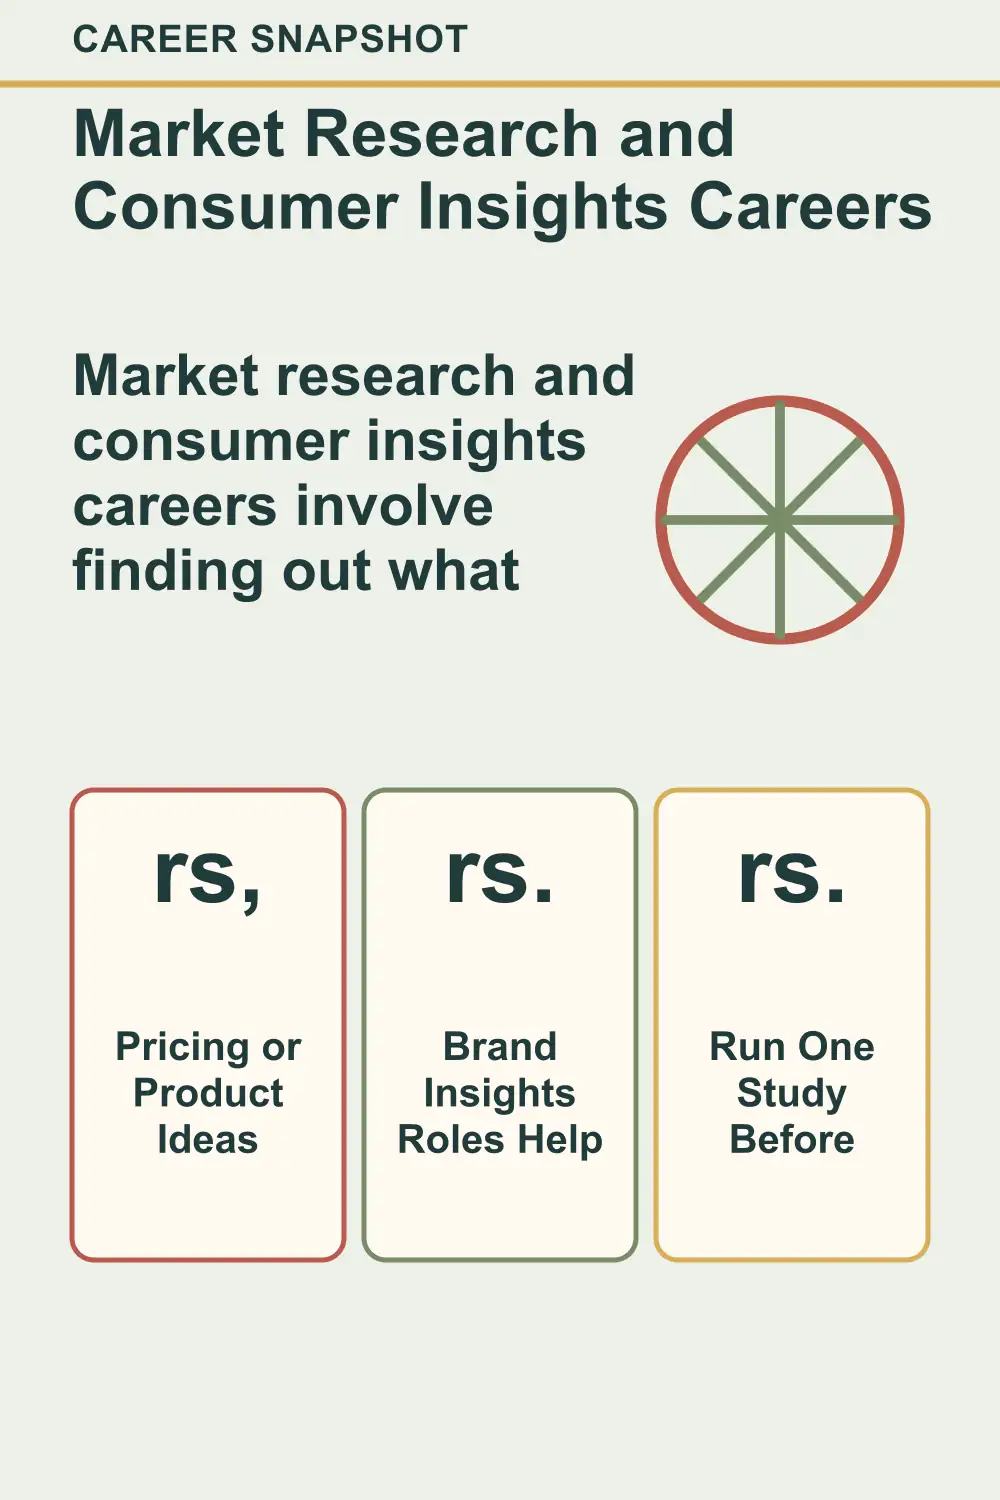 CAREER SNAPSHOT
Market Research and
Consumer Insights Careers
Market research and
consumer insights
careers involve
finding out what
rs,
Pricing or
Product
Ideas
rs.
Brand
Insights
Roles Help
rs.
Run One
Study
Before